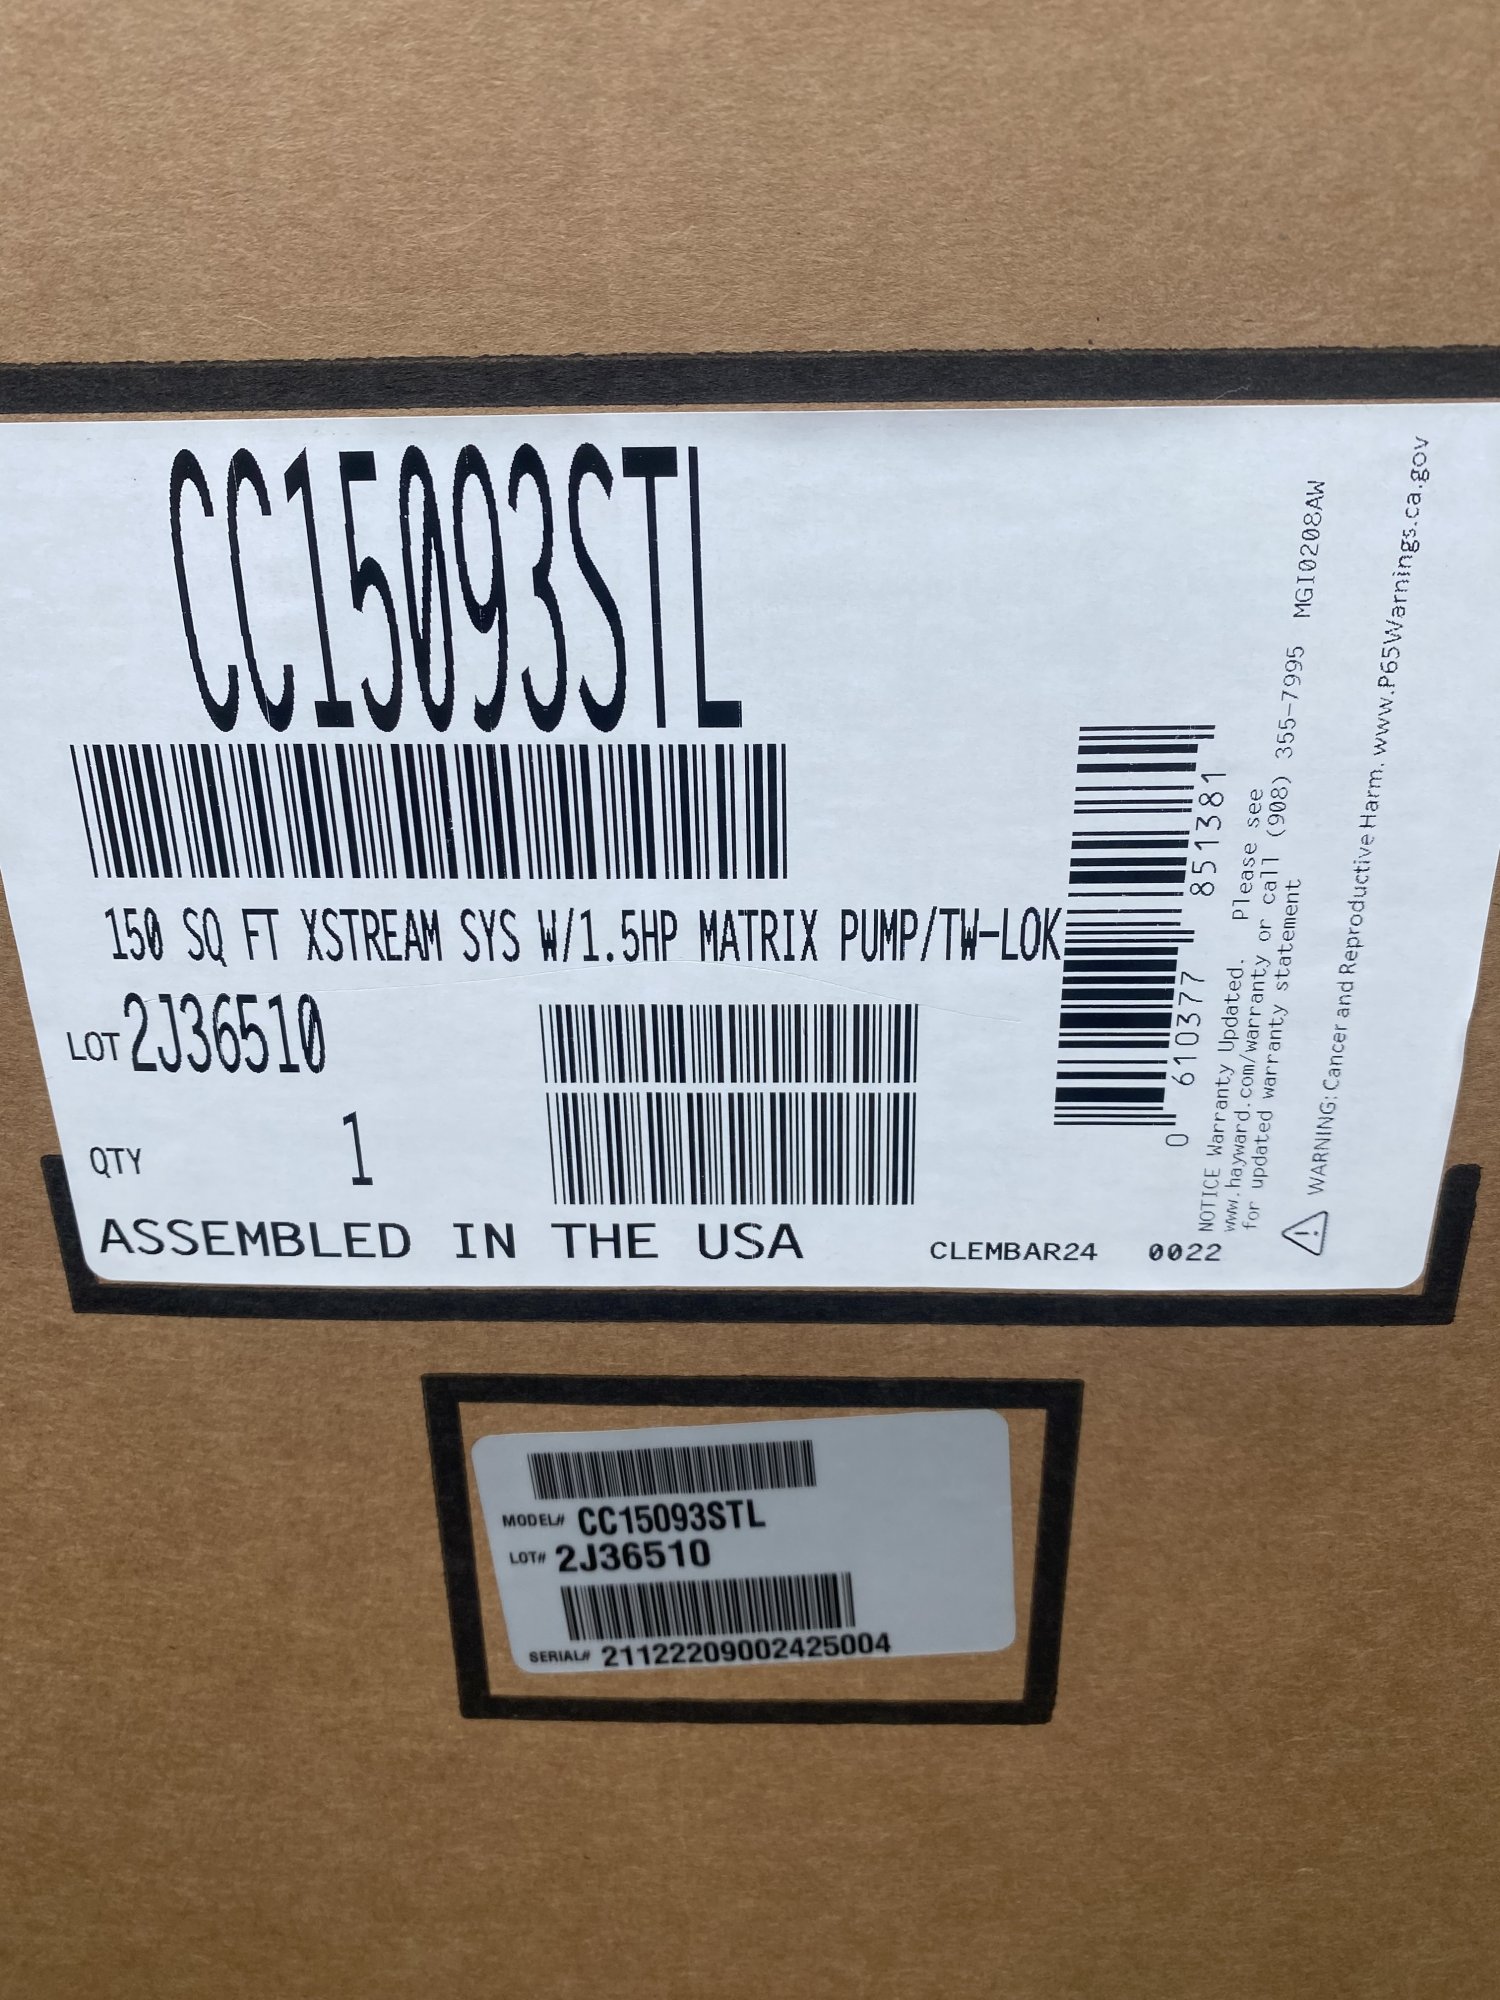 CC15093STL
150 SQ FT XSTREAM SYS W/1.5HP MATRIX PUMP/TW-LOK
LOT 2J36510
QTY 1
ASSEMBLED IN THE USA
CLEMBAR24 0022
0 610377 851381
NOTICE Warranty Updated. Please see
www.hayward.com/warranty or call (908) 355-7995 MGI0208AW
for updated warranty statement
WARNING: Cancer and Reproductive Harm. www.P65Warnings.ca.gov
MODEL# CC15093STL
LOT# 2J36510
SERIAL# 21122209002425004